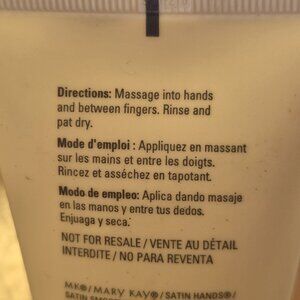 Directions: Massage into hands
and between fingers. Rinse and
pat dry.
Mode d'emploi : Appliquez en massant
sur les mains et entre les doigts.
Rincez et asséchez en tapotant.
Modo de empleo: Aplica dando masaje
en las manos y entre tus dedos.
Enjuaga y seca.
NOT FOR RESALE / VENTE AU DÉTAIL
INTERDITE / NO PARA REVENTA
MK® / MARY KAY® / SATIN HANDS® /